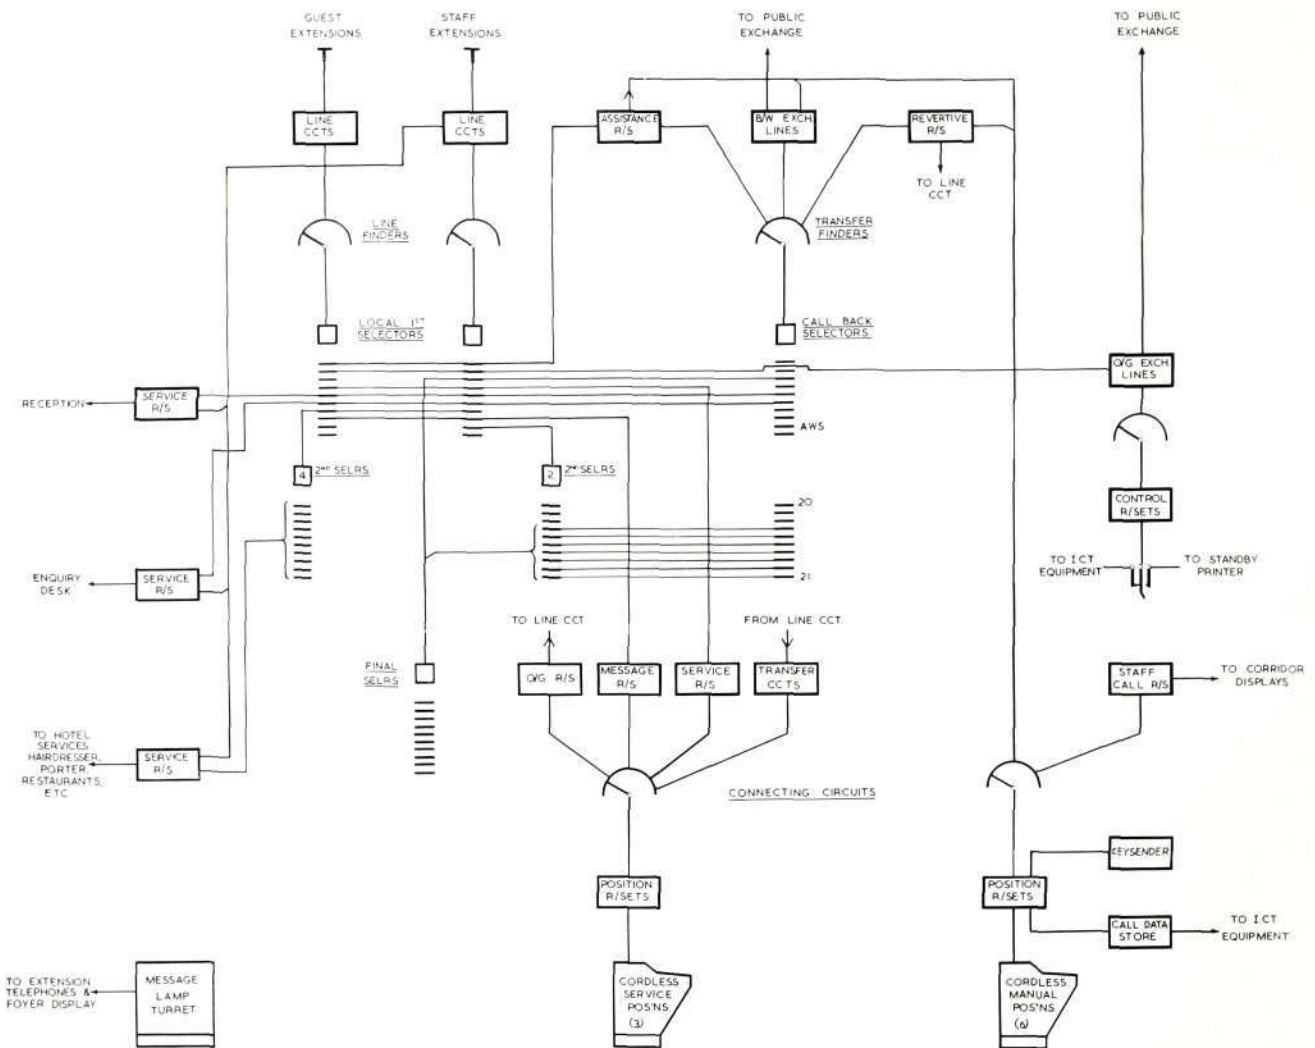 GUEST
EXTENSIONS
STAFF
EXTENSIONS
TO PUBLIC
EXCHANGE
TO PUBLIC
EXCHANGE
LINE
CCTS
LINE
CCTS
ASSISTANCE
R/S
B/W EXCH
LINES
REVERTIVE
R/S
TO LINE
CCT
LINE
FINDERS
TRANSFER
FINDERS
LOCAL 1ST
SELECTORS
CALL BACK
SELECTORS
O/G EXCH
LINES
RECEPTION
SERVICE
R/S
AWS
4
2ND SELRS
2
2ND SELRS
20
CONTROL
R/SETS
TO ICT
EQUIPMENT
TO STANDBY
PRINTER
ENQUIRY
DESK
SERVICE
R/S
21
TO LINE CCT
FROM LINE CCT
FINAL
SELRS
O/G R/S
MESSAGE
R/S
SERVICE
R/S
TRANSFER
CCTS
STAFF
CALL R/S
TO CORRIDOR
DISPLAYS
TO HOTEL
SERVICES
HAIRDRESSER,
PORTER,
RESTAURANTS,
ETC
SERVICE
R/S
CONNECTING CIRCUITS
KEYSENDER
POSITION
R/SETS
POSITION
R/SETS
CALL DATA
STORE
TO ICT
EQUIPMENT
TO EXTENSION
TELEPHONES &
FOYER DISPLAY
MESSAGE
LAMP
TURRET
CORDLESS
SERVICE
POS'NS
(3)
CORDLESS
MANUAL
POS'NS
(6)